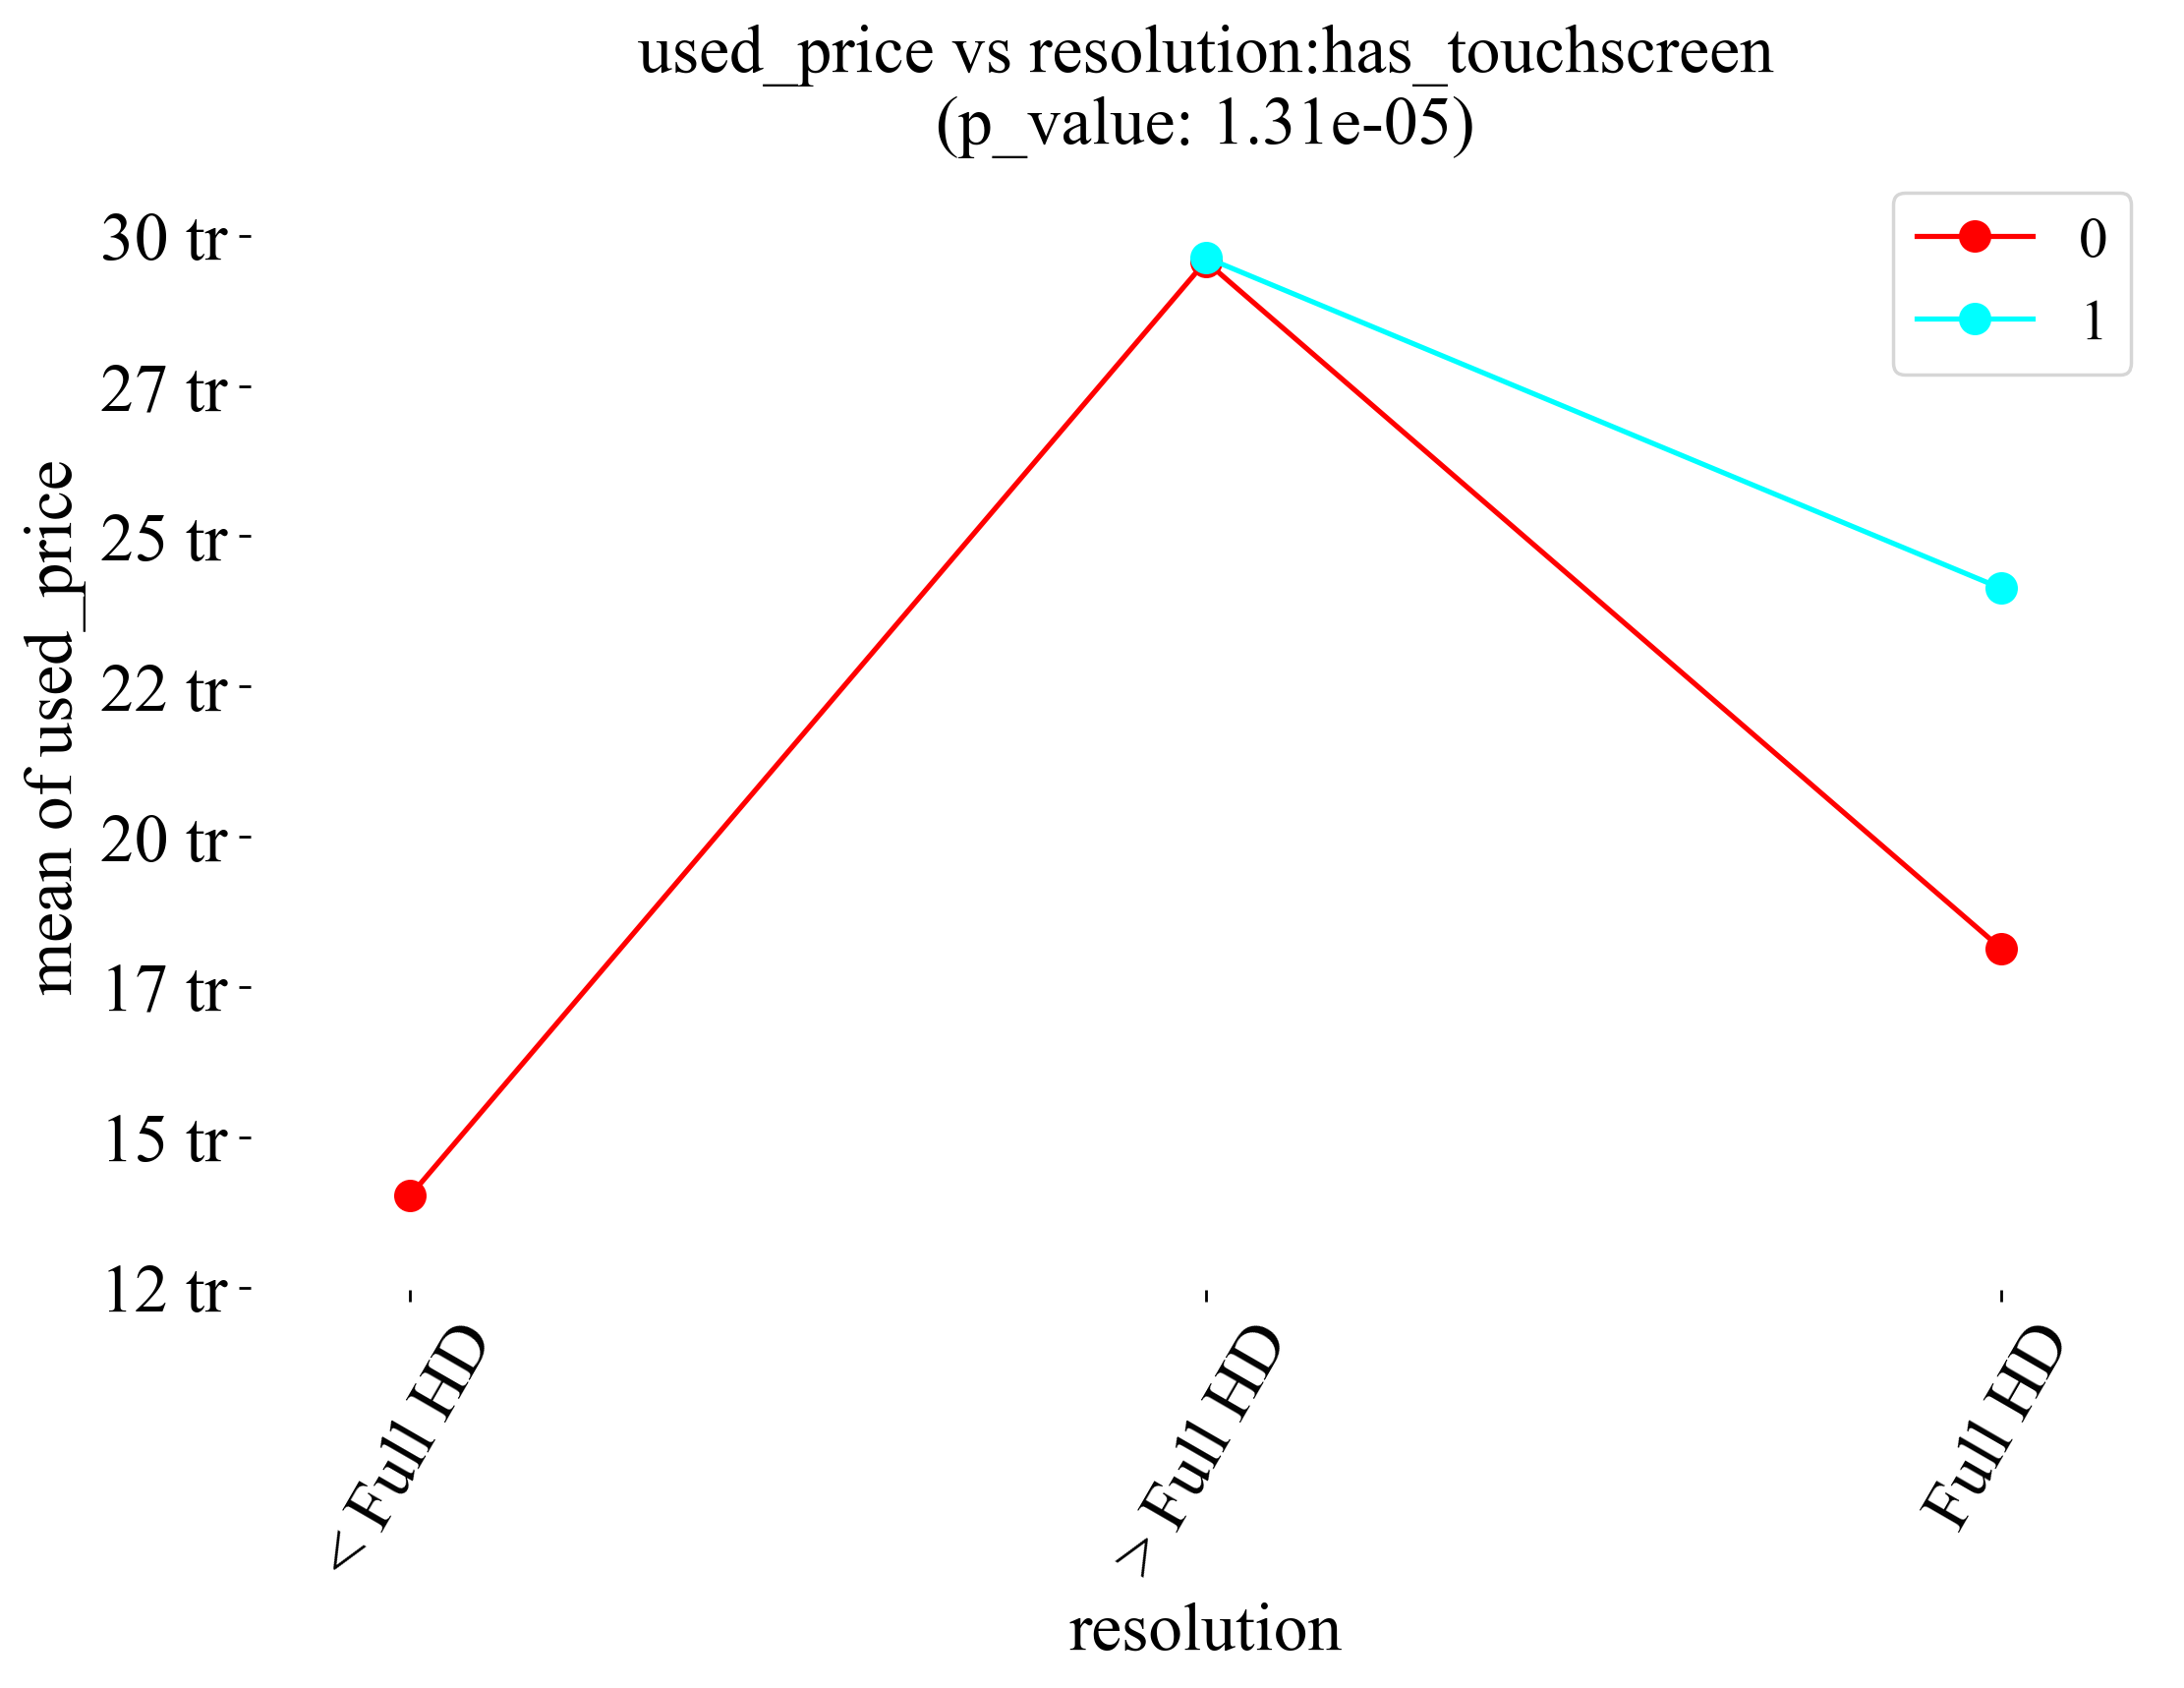 used_price vs resolution:has_touchscreen
(p_value: 1.31e-05)
0
1
30 tr
27 tr
25 tr
22 tr
20 tr
17 tr
15 tr
12 tr
mean of used_price
< Full HD
> Full HD
Full HD
resolution